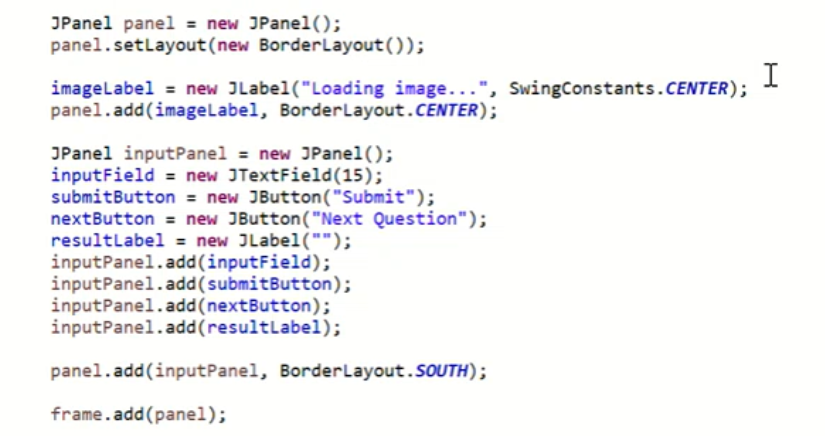 JPanel panel = new JPanel();
panel.setLayout(new BorderLayout());
imageLabel = new JLabel("Loading image...", SwingConstants.CENTER);
panel.add(imageLabel, BorderLayout.CENTER);
JPanel inputPanel = new JPanel();
inputField = new JTextField(15);
submitButton = new JButton("Submit");
nextButton = new JButton("Next Question");
resultLabel = new JLabel("");
inputPanel.add(inputField);
inputPanel.add(submitButton);
inputPanel.add(nextButton);
inputPanel.add(resultLabel);
panel.add(inputPanel, BorderLayout.SOUTH);
frame.add(panel);